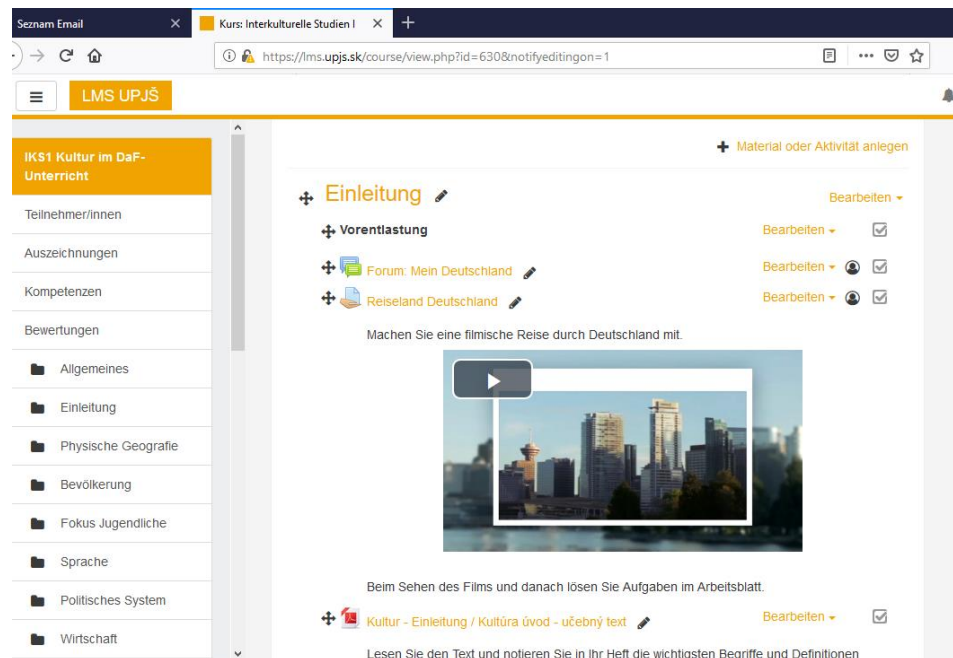 Seznam Email
Kurs: Interkulturelle Studien I
https://lms.upjs.sk/course/view.php?id=630&notifyeditingon=1
LMS UPJŠ
IKS1 Kultur im DaF-
Unterricht
Teilnehmer/innen
Auszeichnungen
Kompetenzen
Bewertungen
Allgemeines
Einleitung
Physische Geografie
Bevölkerung
Fokus Jugendliche
Sprache
Politisches System
Wirtschaft
Material oder Aktivität anlegen
Einleitung Bearbeiten
Vorentlastung Bearbeiten
Forum: Mein Deutschland Bearbeiten
Reiseland Deutschland Bearbeiten
Machen Sie eine filmische Reise durch Deutschland mit.
Beim Sehen des Films und danach lösen Sie Aufgaben im Arbeitsblatt.
Kultur - Einleitung / Kultúra úvod - učebný text Bearbeiten
Lesen Sie den Text und notieren Sie in Ihr Heft die wichtigsten Begriffe und Definitionen